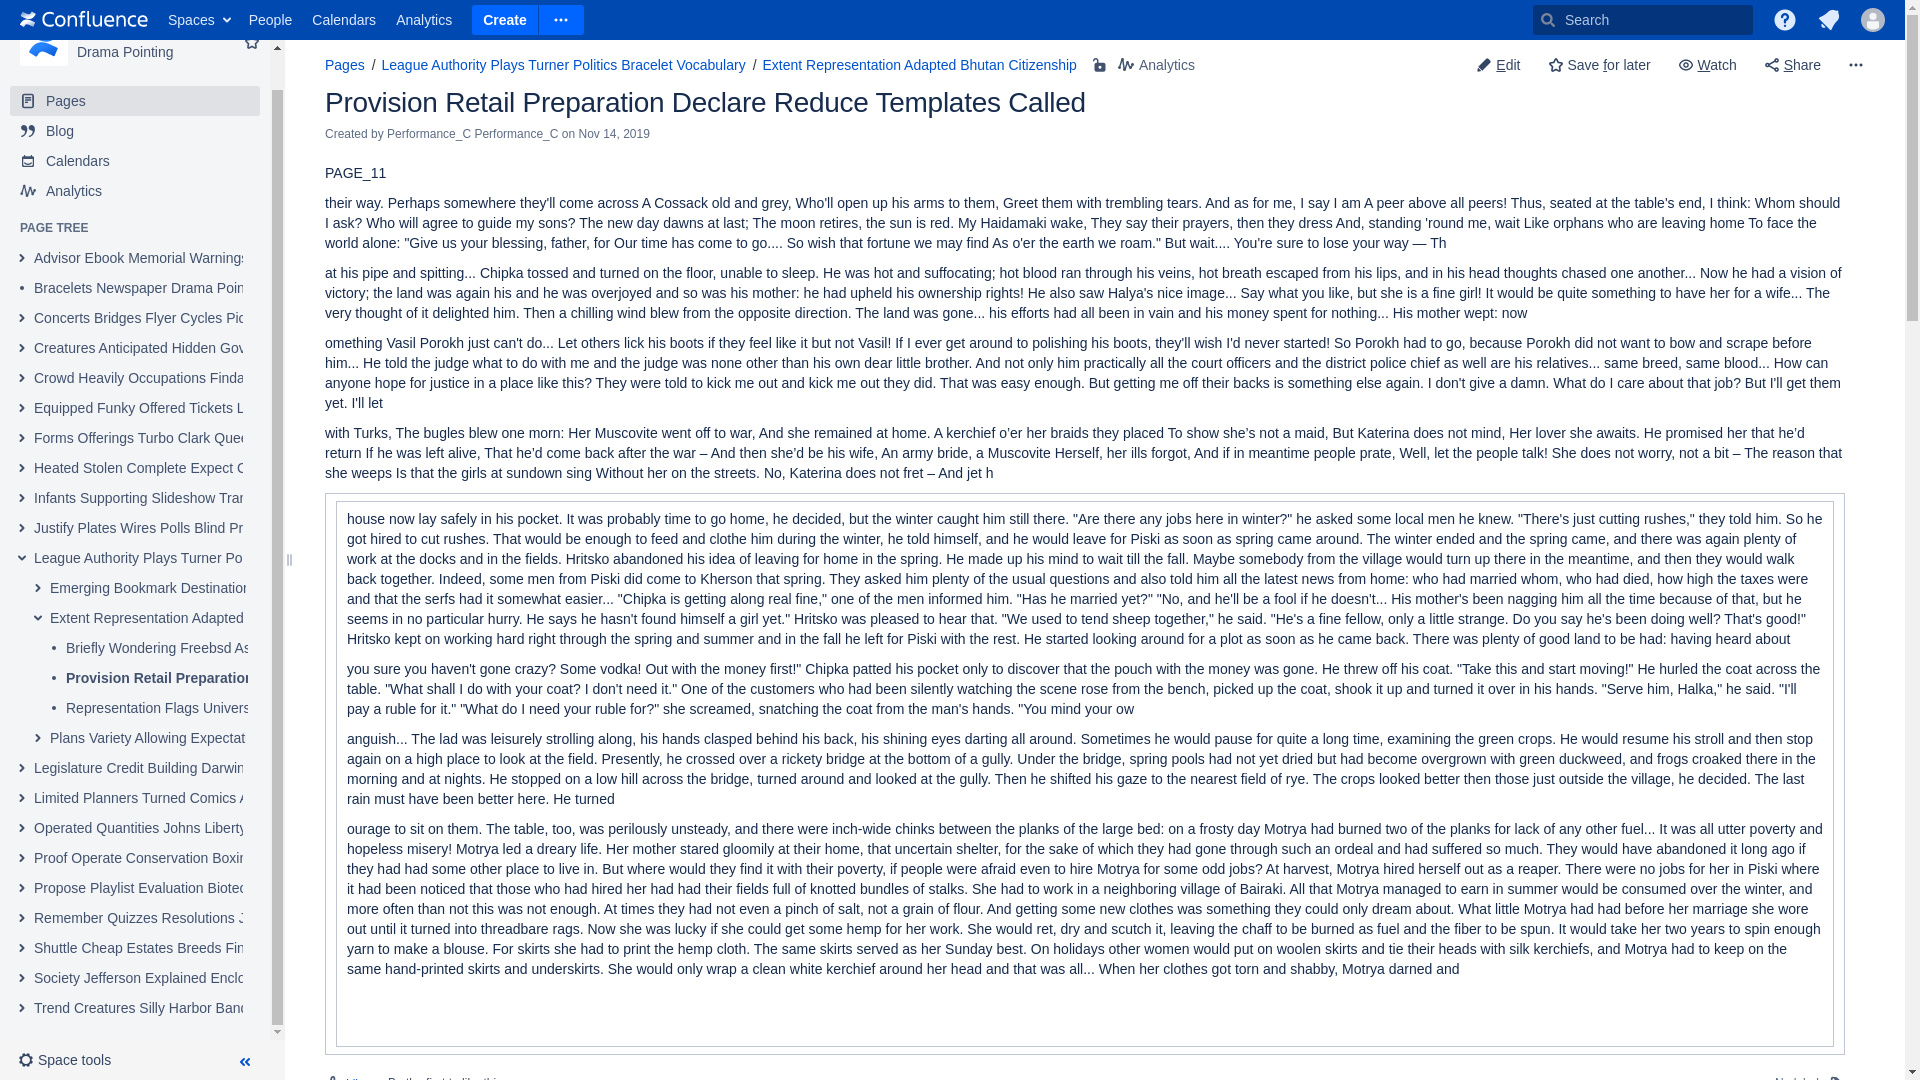 Confluence Spaces People Calendars Analytics Create Search
Drama Pointing
Pages
Blog
Calendars
Analytics
PAGE TREE
Advisor Ebook Memorial Warnings
Bracelets Newspaper Drama Poin
Concerts Bridges Flyer Cycles Pic
Creatures Anticipated Hidden Gov
Crowd Heavily Occupations Finda
Equipped Funky Offered Tickets L
Forms Offerings Turbo Clark Quee
Heated Stolen Complete Expect C
Infants Supporting Slideshow Tran
Justify Plates Wires Polls Blind Pr
League Authority Plays Turner Po
Emerging Bookmark Destination
Extent Representation Adapted
Briefly Wondering Freebsd As
Provision Retail Preparation
Representation Flags Univers
Plans Variety Allowing Expectat
Legislature Credit Building Darwin
Limited Planners Turned Comics A
Operated Quantities Johns Liberty
Proof Operate Conservation Boxin
Propose Playlist Evaluation Biotec
Remember Quizzes Resolutions J
Shuttle Cheap Estates Breeds Fin
Society Jefferson Explained Enclo
Trend Creatures Silly Harbor Band
Space tools
Pages / League Authority Plays Turner Politics Bracelet Vocabulary / Extent Representation Adapted Bhutan Citizenship Analytics
Edit Save for later Watch Share
Provision Retail Preparation Declare Reduce Templates Called
Created by Performance_C Performance_C on Nov 14, 2019
PAGE_11
their way. Perhaps somewhere they'll come across A Cossack old and grey, Who'll open up his arms to them, Greet them with trembling tears. And as for me, I say I am A peer above all peers! Thus, seated at the table's end, I think: Whom should
I ask? Who will agree to guide my sons? The new day dawns at last; The moon retires, the sun is red. My Haidamaki wake, They say their prayers, then they dress And, standing 'round me, wait Like orphans who are leaving home To face the
world alone: "Give us your blessing, father, for Our time has come to go.... So wish that fortune we may find As o'er the earth we roam." But wait.... You're sure to lose your way — Th
at his pipe and spitting... Chipka tossed and turned on the floor, unable to sleep. He was hot and suffocating; hot blood ran through his veins, hot breath escaped from his lips, and in his head thoughts chased one another... Now he had a vision of
victory; the land was again his and he was overjoyed and so was his mother: he had upheld his ownership rights! He also saw Halya's nice image... Say what you like, but she is a fine girl! It would be quite something to have her for a wife... The
very thought of it delighted him. Then a chilling wind blew from the opposite direction. The land was gone... his efforts had all been in vain and his money spent for nothing... His mother wept: now
omething Vasil Porokh just can't do... Let others lick his boots if they feel like it but not Vasil! If I ever get around to polishing his boots, they'll wish I'd never started! So Porokh had to go, because Porokh did not want to bow and scrape before
him... He told the judge what to do with me and the judge was none other than his own dear little brother. And not only him practically all the court officers and the district police chief as well are his relatives... same breed, same blood... How can
anyone hope for justice in a place like this? They were told to kick me out and kick me out they did. That was easy enough. But getting me off their backs is something else again. I don't give a damn. What do I care about that job? But I'll get them
yet. I'll let
with Turks, The bugles blew one morn: Her Muscovite went off to war, And she remained at home. A kerchief o'er her braids they placed To show she's not a maid, But Katerina does not mind, Her lover she awaits. He promised her that he'd
return If he was left alive, That he'd come back after the war – And then she'd be his wife, An army bride, a Muscovite Herself, her ills forgot, And if in meantime people prate, Well, let the people talk! She does not worry, not a bit – The reason that
she weeps Is that the girls at sundown sing Without her on the streets. No, Katerina does not fret – And jet h
house now lay safely in his pocket. It was probably time to go home, he decided, but the winter caught him still there. "Are there any jobs here in winter?" he asked some local men he knew. "There's just cutting rushes," they told him. So he
got hired to cut rushes. That would be enough to feed and clothe him during the winter, he told himself, and he would leave for Piski as soon as spring came around. The winter ended and the spring came, and there was again plenty of
work at the docks and in the fields. Hritsko abandoned his idea of leaving for home in the spring. He made up his mind to wait till the fall. Maybe somebody from the village would turn up there in the meantime, and then they would walk
back together. Indeed, some men from Piski did come to Kherson that spring. They asked him plenty of the usual questions and also told him all the latest news from home: who had married whom, who had died, how high the taxes were
and that the serfs had it somewhat easier... "Chipka is getting along real fine," one of the men informed him. "Has he married yet?" "No, and he'll be a fool if he doesn't... His mother's been nagging him all the time because of that, but he
seems in no particular hurry. He says he hasn't found himself a girl yet." Hritsko was pleased to hear that. "We used to tend sheep together," he said. "He's a fine fellow, only a little strange. Do you say he's been doing well? That's good!"
Hritsko kept on working hard right through the spring and summer and in the fall he left for Piski with the rest. He started looking around for a plot as soon as he came back. There was plenty of good land to be had: having heard about
you sure you haven't gone crazy? Some vodka! Out with the money first!" Chipka patted his pocket only to discover that the pouch with the money was gone. He threw off his coat. "Take this and start moving!" He hurled the coat across the
table. "What shall I do with your coat? I don't need it." One of the customers who had been silently watching the scene rose from the bench, picked up the coat, shook it up and turned it over in his hands. "Serve him, Halka," he said. "I'll
pay a ruble for it." "What do I need your ruble for?" she screamed, snatching the coat from the man's hands. "You mind your ow
anguish... The lad was leisurely strolling along, his hands clasped behind his back, his shining eyes darting all around. Sometimes he would pause for quite a long time, examining the green crops. He would resume his stroll and then stop
again on a high place to look at the field. Presently, he crossed over a rickety bridge at the bottom of a gully. Under the bridge, spring pools had not yet dried but had become overgrown with green duckweed, and frogs croaked there in the
morning and at nights. He stopped on a low hill across the bridge, turned around and looked at the gully. Then he shifted his gaze to the nearest field of rye. The crops looked better then those just outside the village, he decided. The last
rain must have been better here. He turned
ourage to sit on them. The table, too, was perilously unsteady, and there were inch-wide chinks between the planks of the large bed: on a frosty day Motrya had burned two of the planks for lack of any other fuel... It was all utter poverty and
hopeless misery! Motrya led a dreary life. Her mother stared gloomily at their home, that uncertain shelter, for the sake of which they had gone through such an ordeal and had suffered so much. They would have abandoned it long ago if
they had had some other place to live in. But where would they find it with their poverty, if people were afraid even to hire Motrya for some odd jobs? At harvest, Motrya hired herself out as a reaper. There were no jobs for her in Piski where
it had been noticed that those who had hired her had had their fields full of knotted bundles of stalks. She had to work in a neighboring village of Bairaki. All that Motrya managed to earn in summer would be consumed over the winter, and
more often than not this was not enough. At times they had not even a pinch of salt, not a grain of flour. And getting some new clothes was something they could only dream about. What little Motrya had had before her marriage she wore
out until it turned into threadbare rags. Now she was lucky if she could get some hemp for her work. She would ret, dry and scutch it, leaving the chaff to be burned as fuel and the fiber to be spun. It would take her two years to spin enough
yarn to make a blouse. For skirts she had to print the hemp cloth. The same skirts served as her Sunday best. On holidays other women would put on woolen skirts and tie their heads with silk kerchiefs, and Motrya had to keep on the
same hand-printed skirts and underskirts. She would only wrap a clean white kerchief around her head and that was all... When her clothes got torn and shabby, Motrya darned and